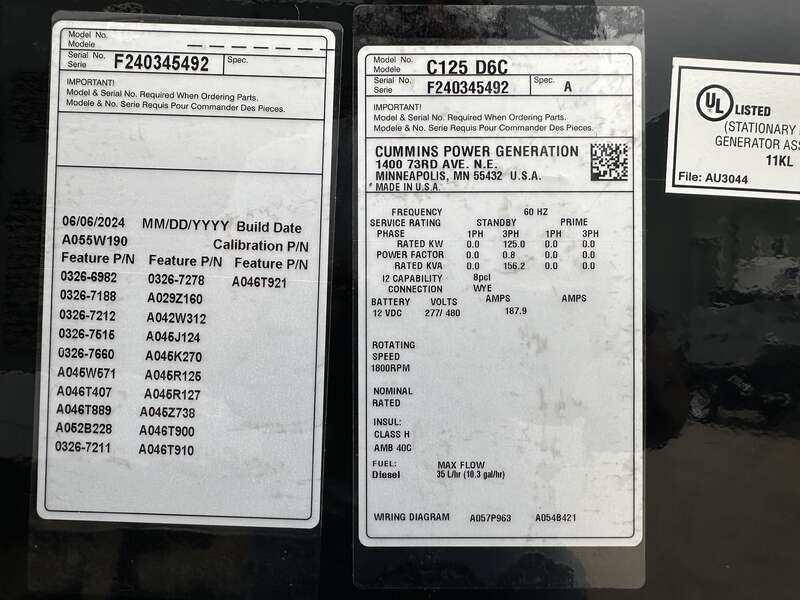 Model No.
Modele
Serial No.
Serie F240345492 Spec.
IMPORTANT!
Model & Serial No. Required When Ordering Parts.
Modele & No. Serie Requis Pour Commander Des Pieces.
06/06/2024 MM/DD/YYYY Build Date
A055W190 Calibration P/N
Feature P/N Feature P/N Feature P/N
0326-6982 0326-7278 A046T921
0326-7188 A029Z160
0326-7212 A042W312
0326-7515 A045J124
0326-7660 A045K270
A045W571 A045R125
A046T407 A045R127
A046T889 A045Z738
A052B228 A046T900
0326-7211 A046T910
Model No.
Modele C125 D6C
Serial No.
Serie F240345492 Spec. A
IMPORTANT!
Model & Serial No. Required When Ordering Parts.
Modele & No. Serie Requis Pour Commander Des Pieces.
CUMMINS POWER GENERATION
1400 73RD AVE. N.E.
MINNEAPOLIS, MN 55432 U.S.A.
* MADE IN U.S.A.
FREQUENCY 60 HZ
SERVICE RATING STANDBY PRIME
PHASE 1PH 3PH 1PH 3PH
RATED KW 0.0 125.0 0.0 0.0
POWER FACTOR 0.0 0.8 0.0 0.0
RATED KVA 0.0 156.2 0.0 0.0
I2 CAPABILITY 8pct
CONNECTION WYE
BATTERY VOLTS AMPS AMPS
12 VDC 277/ 480 187.9
ROTATING
SPEED
1800RPM
NOMINAL
RATED
INSUL:
CLASS H
AMB 40C
FUEL: MAX FLOW
Diesel 35 L/hr (10.3 gal/hr)
WIRING DIAGRAM A057P963 A054B421
UL LISTED
(STATIONARY
GENERATOR ASS
11KL
File: AU3044